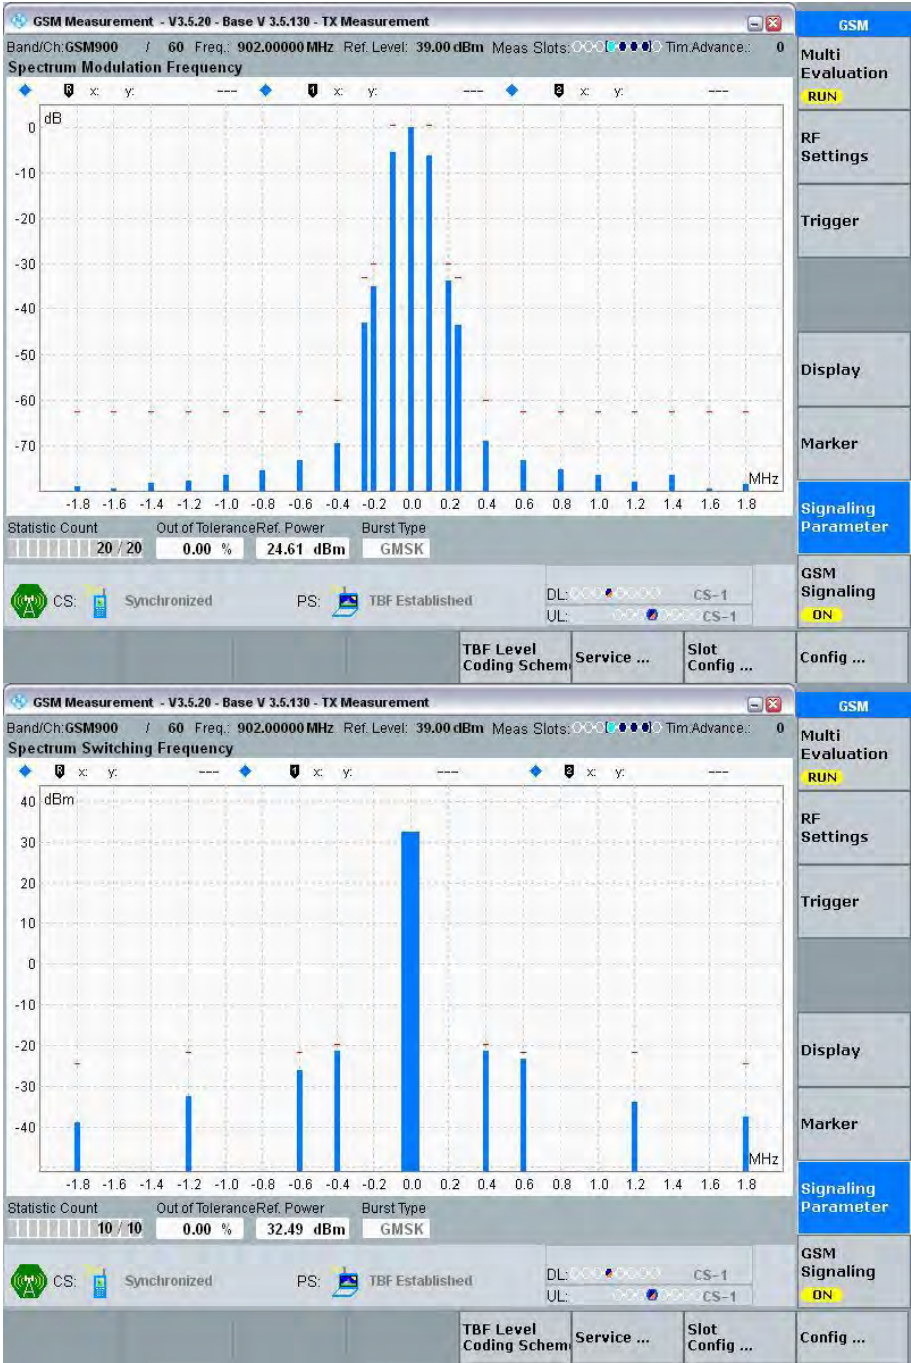 GSM Measurement - V3.5.20 - Base V 3.5.130 - TX Measurement
GSM
Band/Ch:GSM900 / 60 Freq.: 902.00000 MHz Ref. Level: 39.00 dBm Meas Slots: Tim.Advance.: 0
Spectrum Modulation Frequency
R x: y: --- 1 x: y: --- 2 x: y: ---
dB
0
-10
-20
-30
-40
-50
-60
-70
MHz
-1.8 -1.6 -1.4 -1.2 -1.0 -0.8 -0.6 -0.4 -0.2 0.0 0.2 0.4 0.6 0.8 1.0 1.2 1.4 1.6 1.8
Statistic Count Out of Tolerance Ref. Power Burst Type
20 / 20 0.00 % 24.61 dBm GMSK
CS: Synchronized PS: TBF Established DL: CS-1
UL: CS-1
Multi
Evaluation
RUN
RF
Settings
Trigger
Display
Marker
Signaling
Parameter
GSM
Signaling
ON
TBF Level
Coding Schem
Service ...
Slot
Config ...
Config ...
GSM Measurement - V3.5.20 - Base V 3.5.130 - TX Measurement
GSM
Band/Ch:GSM900 / 60 Freq.: 902.00000 MHz Ref. Level: 39.00 dBm Meas Slots: Tim.Advance.: 0
Spectrum Switching Frequency
R x: y: --- 1 x: y: --- 2 x: y: ---
dBm
40
30
20
10
0
-10
-20
-30
-40
MHz
-1.8 -1.6 -1.4 -1.2 -1.0 -0.8 -0.6 -0.4 -0.2 0.0 0.2 0.4 0.6 0.8 1.0 1.2 1.4 1.6 1.8
Statistic Count Out of Tolerance Ref. Power Burst Type
10 / 10 0.00 % 32.49 dBm GMSK
CS: Synchronized PS: TBF Established DL: CS-1
UL: CS-1
Multi
Evaluation
RUN
RF
Settings
Trigger
Display
Marker
Signaling
Parameter
GSM
Signaling
ON
TBF Level
Coding Schem
Service ...
Slot
Config ...
Config ...